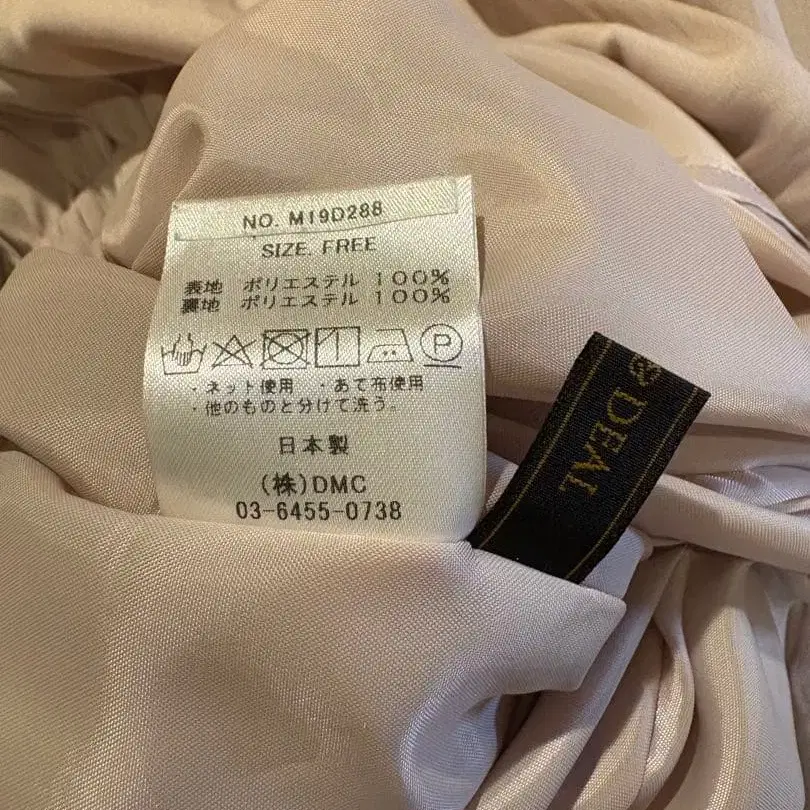 NO. M19D288
SIZE. FREE
表地 ポリエステル 100%
裏地 ポリエステル 100%
・ネット使用 ・あて布使用
・他のものと分けて洗う。
日本製
(株)DMC
03-6455-0738
& DEAL